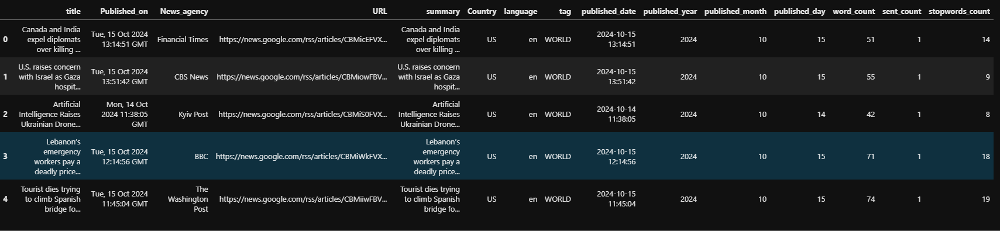 title Published_on News_agency URL summary Country language tag published_date published_year published_month published_day word_count sent_count stopwords_count
0 Canada and India expel diplomats over killing ... Tue, 15 Oct 2024 13:14:51 GMT Financial Times https://news.google.com/rss/articles/CBMicEFVX... Canada and India expel diplomats over killing ... US en WORLD 2024-10-15 13:14:51 2024 10 15 51 1 14
1 U.S. raises concern with Israel as Gaza hospit... Tue, 15 Oct 2024 13:51:42 GMT CBS News https://news.google.com/rss/articles/CBMiowFBV... U.S. raises concern with Israel as Gaza hospit... US en WORLD 2024-10-15 13:51:42 2024 10 15 55 1 9
2 Artificial Intelligence Raises Ukrainian Drone... Mon, 14 Oct 2024 11:38:05 GMT Kyiv Post https://news.google.com/rss/articles/CBMiS0FVX... Artificial Intelligence Raises Ukrainian Drone... US en WORLD 2024-10-14 11:38:05 2024 10 14 42 1 8
3 Lebanon's emergency workers pay a deadly price... Tue, 15 Oct 2024 12:14:56 GMT BBC https://news.google.com/rss/articles/CBMiWkFVX... Lebanon's emergency workers pay a deadly price... US en WORLD 2024-10-15 12:14:56 2024 10 15 71 1 18
4 Tourist dies trying to climb Spanish bridge fo... Tue, 15 Oct 2024 11:45:04 GMT The Washington Post https://news.google.com/rss/articles/CBMiiwFBV... Tourist dies trying to climb Spanish bridge fo... US en WORLD 2024-10-15 11:45:04 2024 10 15 74 1 19